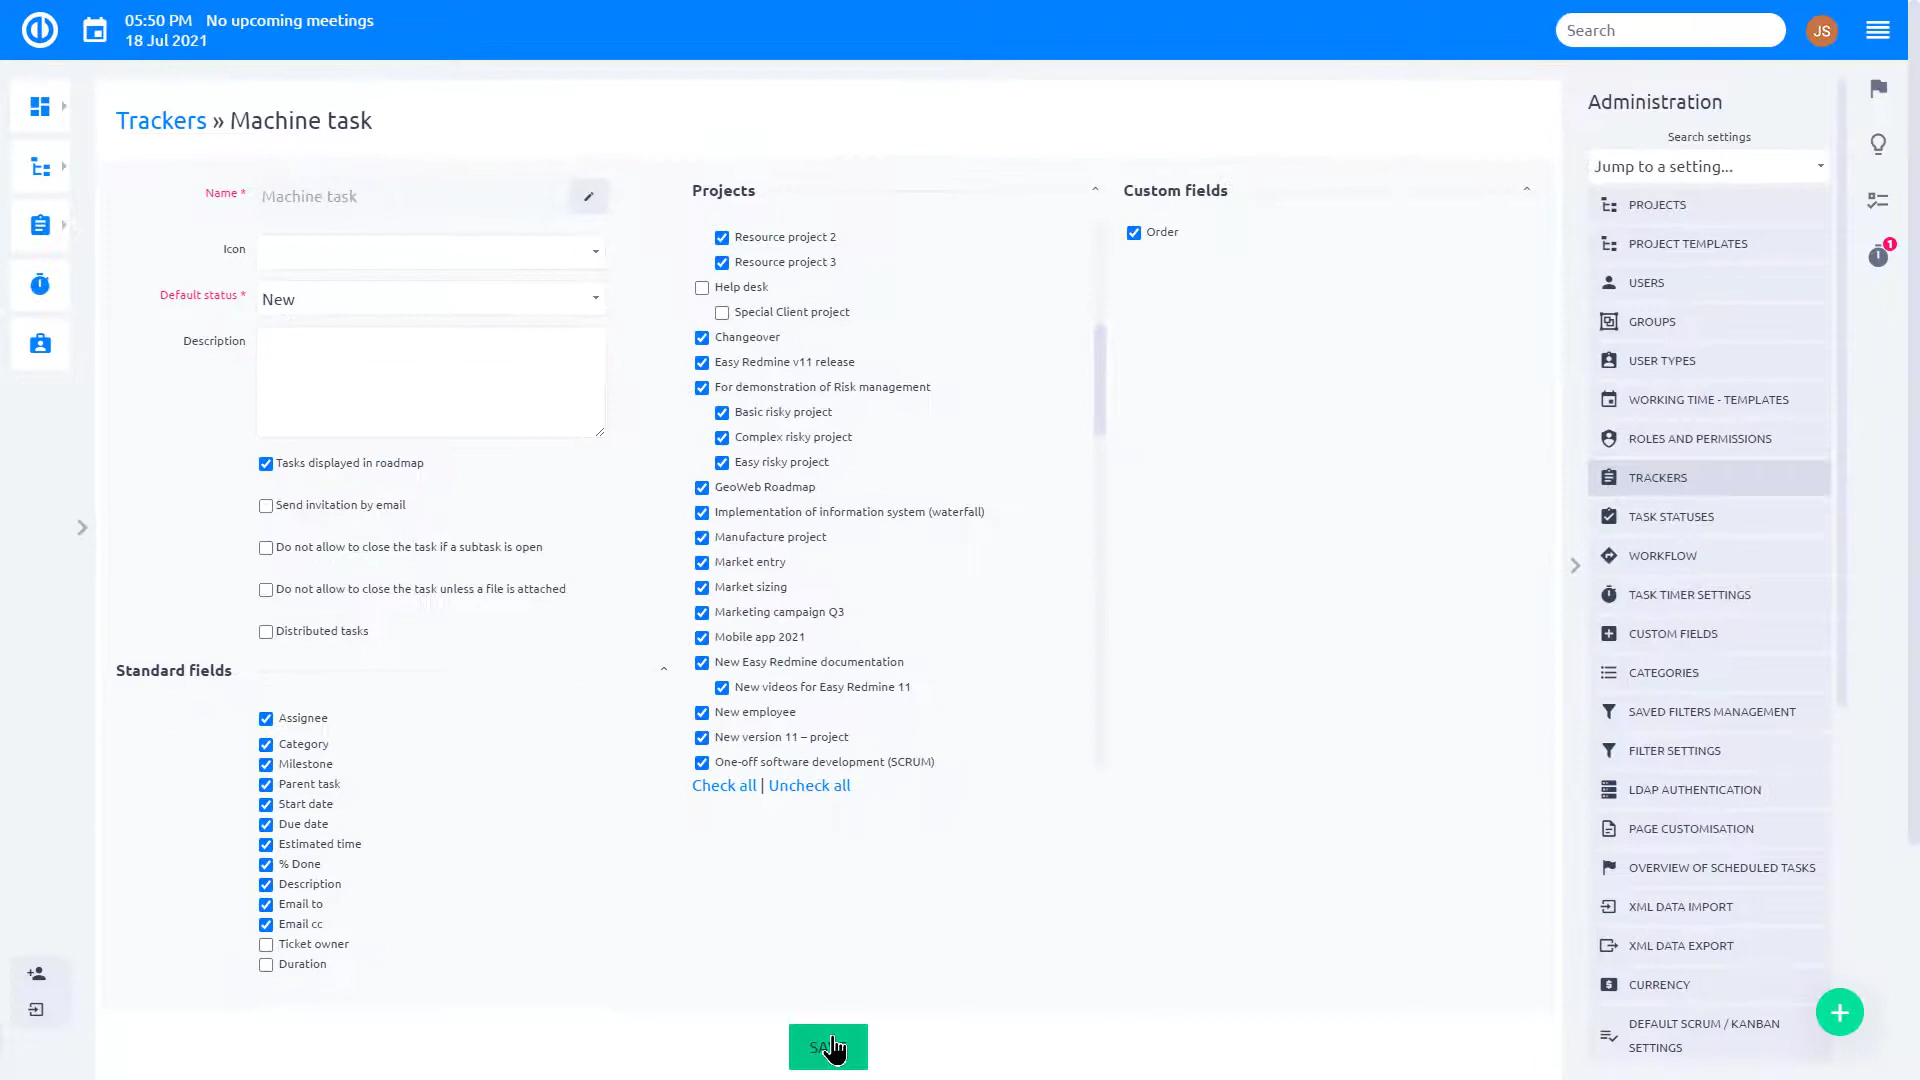 05:50 PM No upcoming meetings
18 Jul 2021
Search
JS
Trackers » Machine task
Name *
Machine task
Icon
Default status *
New
Description
Tasks displayed in roadmap
Send invitation by email
Do not allow to close the task if a subtask is open
Do not allow to close the task unless a file is attached
Distributed tasks
Standard fields
Assignee
Category
Milestone
Parent task
Start date
Due date
Estimated time
% Done
Description
Email to
Email cc
Ticket owner
Duration
Projects
Resource project 2
Resource project 3
Help desk
Special Client project
Changeover
Easy Redmine v11 release
For demonstration of Risk management
Basic risky project
Complex risky project
Easy risky project
GeoWeb Roadmap
Implementation of information system (waterfall)
Manufacture project
Market entry
Market sizing
Marketing campaign Q3
Mobile app 2021
New Easy Redmine documentation
New videos for Easy Redmine 11
New employee
New version 11 – project
One-off software development (SCRUM)
Check all | Uncheck all
Custom fields
Order
Administration
Search settings
Jump to a setting...
PROJECTS
PROJECT TEMPLATES
USERS
GROUPS
USER TYPES
WORKING TIME - TEMPLATES
ROLES AND PERMISSIONS
TRACKERS
TASK STATUSES
WORKFLOW
TASK TIMER SETTINGS
CUSTOM FIELDS
CATEGORIES
SAVED FILTERS MANAGEMENT
FILTER SETTINGS
LDAP AUTHENTICATION
PAGE CUSTOMISATION
OVERVIEW OF SCHEDULED TASKS
XML DATA IMPORT
XML DATA EXPORT
CURRENCY
DEFAULT SCRUM / KANBAN
SETTINGS
1